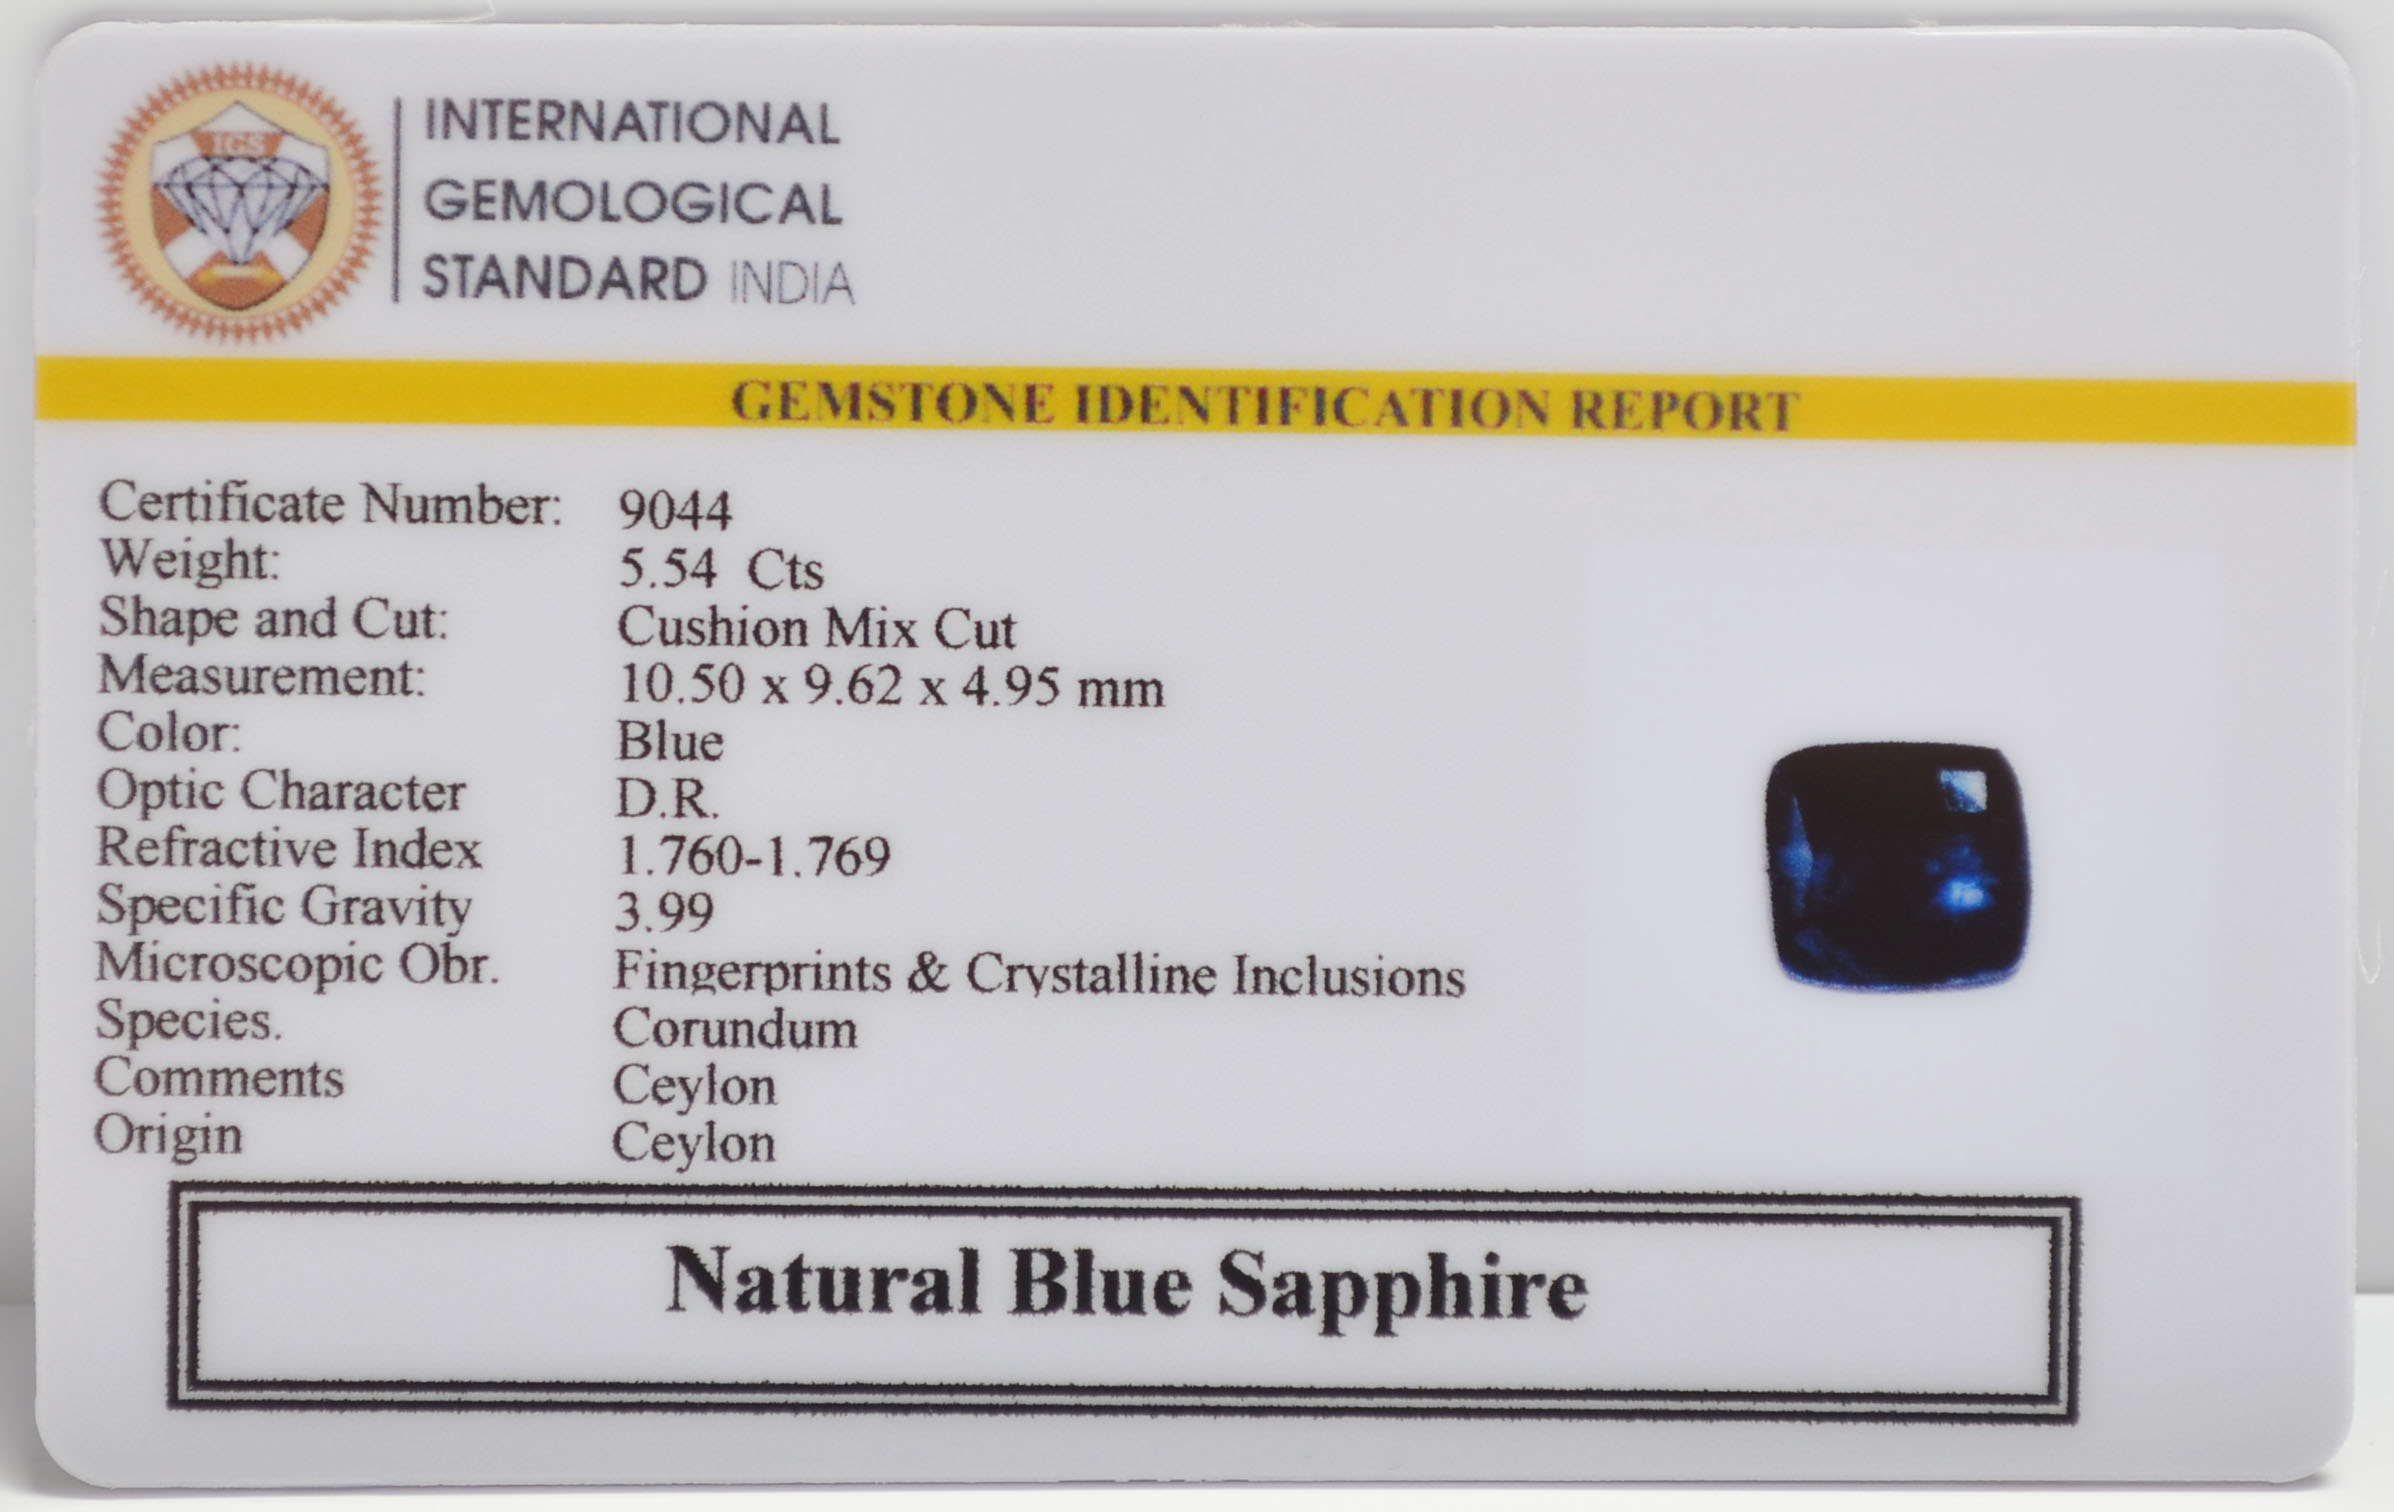 IGS
INTERNATIONAL
GEMOLOGICAL
STANDARD INDIA
GEMSTONE IDENTIFICATION REPORT
Certificate Number: 9044
Weight: 5.54 Cts
Shape and Cut: Cushion Mix Cut
Measurement: 10.50 x 9.62 x 4.95 mm
Color: Blue
Optic Character D.R.
Refractive Index 1.760-1.769
Specific Gravity 3.99
Microscopic Obr. Fingerprints & Crystalline Inclusions
Species. Corundum
Comments Ceylon
Origin Ceylon
Natural Blue Sapphire